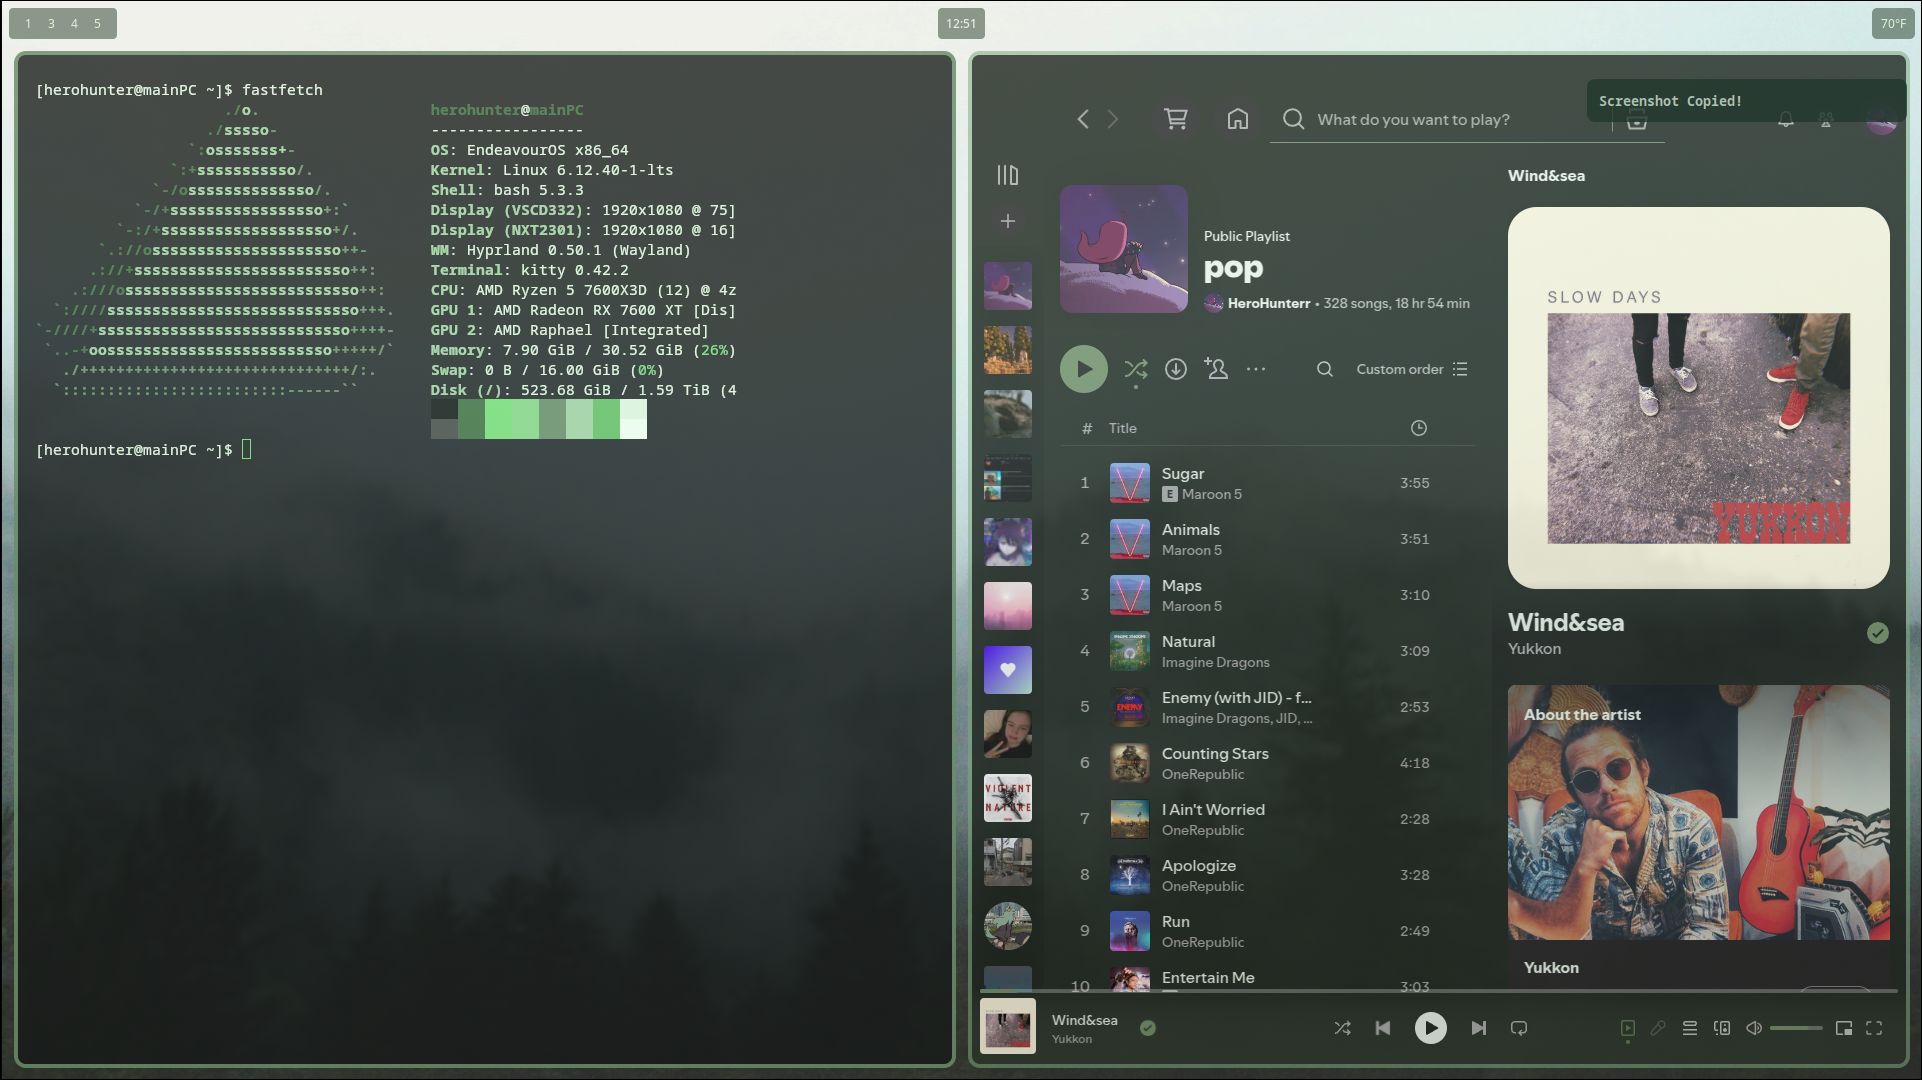 1 3 4 5
12:51
70°F
[herohunter@mainPC ~]$ fastfetch
./o.
./sssso-
`:osssssss+-
`:+sssssssssso/.
`-/ossssssssssssso/.
`-/+sssssssssssssssso+:`
`-:/+sssssssssssssssssso+/.
`.://osssssssssssssssssssso++-
.://+ssssssssssssssssssssssso++:
.:///ossssssssssssssssssssssssso++:
`:////ssssssssssssssssssssssssssso+++.
`-////+ssssssssssssssssssssssssssso++++-
`..-+oosssssssssssssssssssssssso+++++/`
./++++++++++++++++++++++++++++++/:.
`:::::::::::::::::::::::::------``
herohunter@mainPC
-----------------
OS: EndeavourOS x86_64
Kernel: Linux 6.12.40-1-lts
Shell: bash 5.3.3
Display (VSCD332): 1920x1080 @ 75]
Display (NXT2301): 1920x1080 @ 16]
WM: Hyprland 0.50.1 (Wayland)
Terminal: kitty 0.42.2
CPU: AMD Ryzen 5 7600X3D (12) @ 4z
GPU 1: AMD Radeon RX 7600 XT [Dis]
GPU 2: AMD Raphael [Integrated]
Memory: 7.90 GiB / 30.52 GiB (26%)
Swap: 0 B / 16.00 GiB (0%)
Disk (/): 523.68 GiB / 1.59 TiB (4
[herohunter@mainPC ~]$
What do you want to play?
Screenshot Copied!
Public Playlist
pop
HeroHunterr • 328 songs, 18 hr 54 min
Custom order
# Title
1 Sugar 3:55
E Maroon 5
2 Animals 3:51
Maroon 5
3 Maps 3:10
Maroon 5
4 Natural 3:09
Imagine Dragons
5 Enemy (with JID) - f... 2:53
Imagine Dragons, JID, ...
6 Counting Stars 4:18
OneRepublic
7 I Ain't Worried 2:28
OneRepublic
8 Apologize 3:28
OneRepublic
9 Run 2:49
OneRepublic
10 Entertain Me 3:03
VIOLENT
NATURE
ENEMY
Wind&sea
SLOW DAYS
YUKKON
Wind&sea
Yukkon
About the artist
Yukkon
Wind&sea
Yukkon